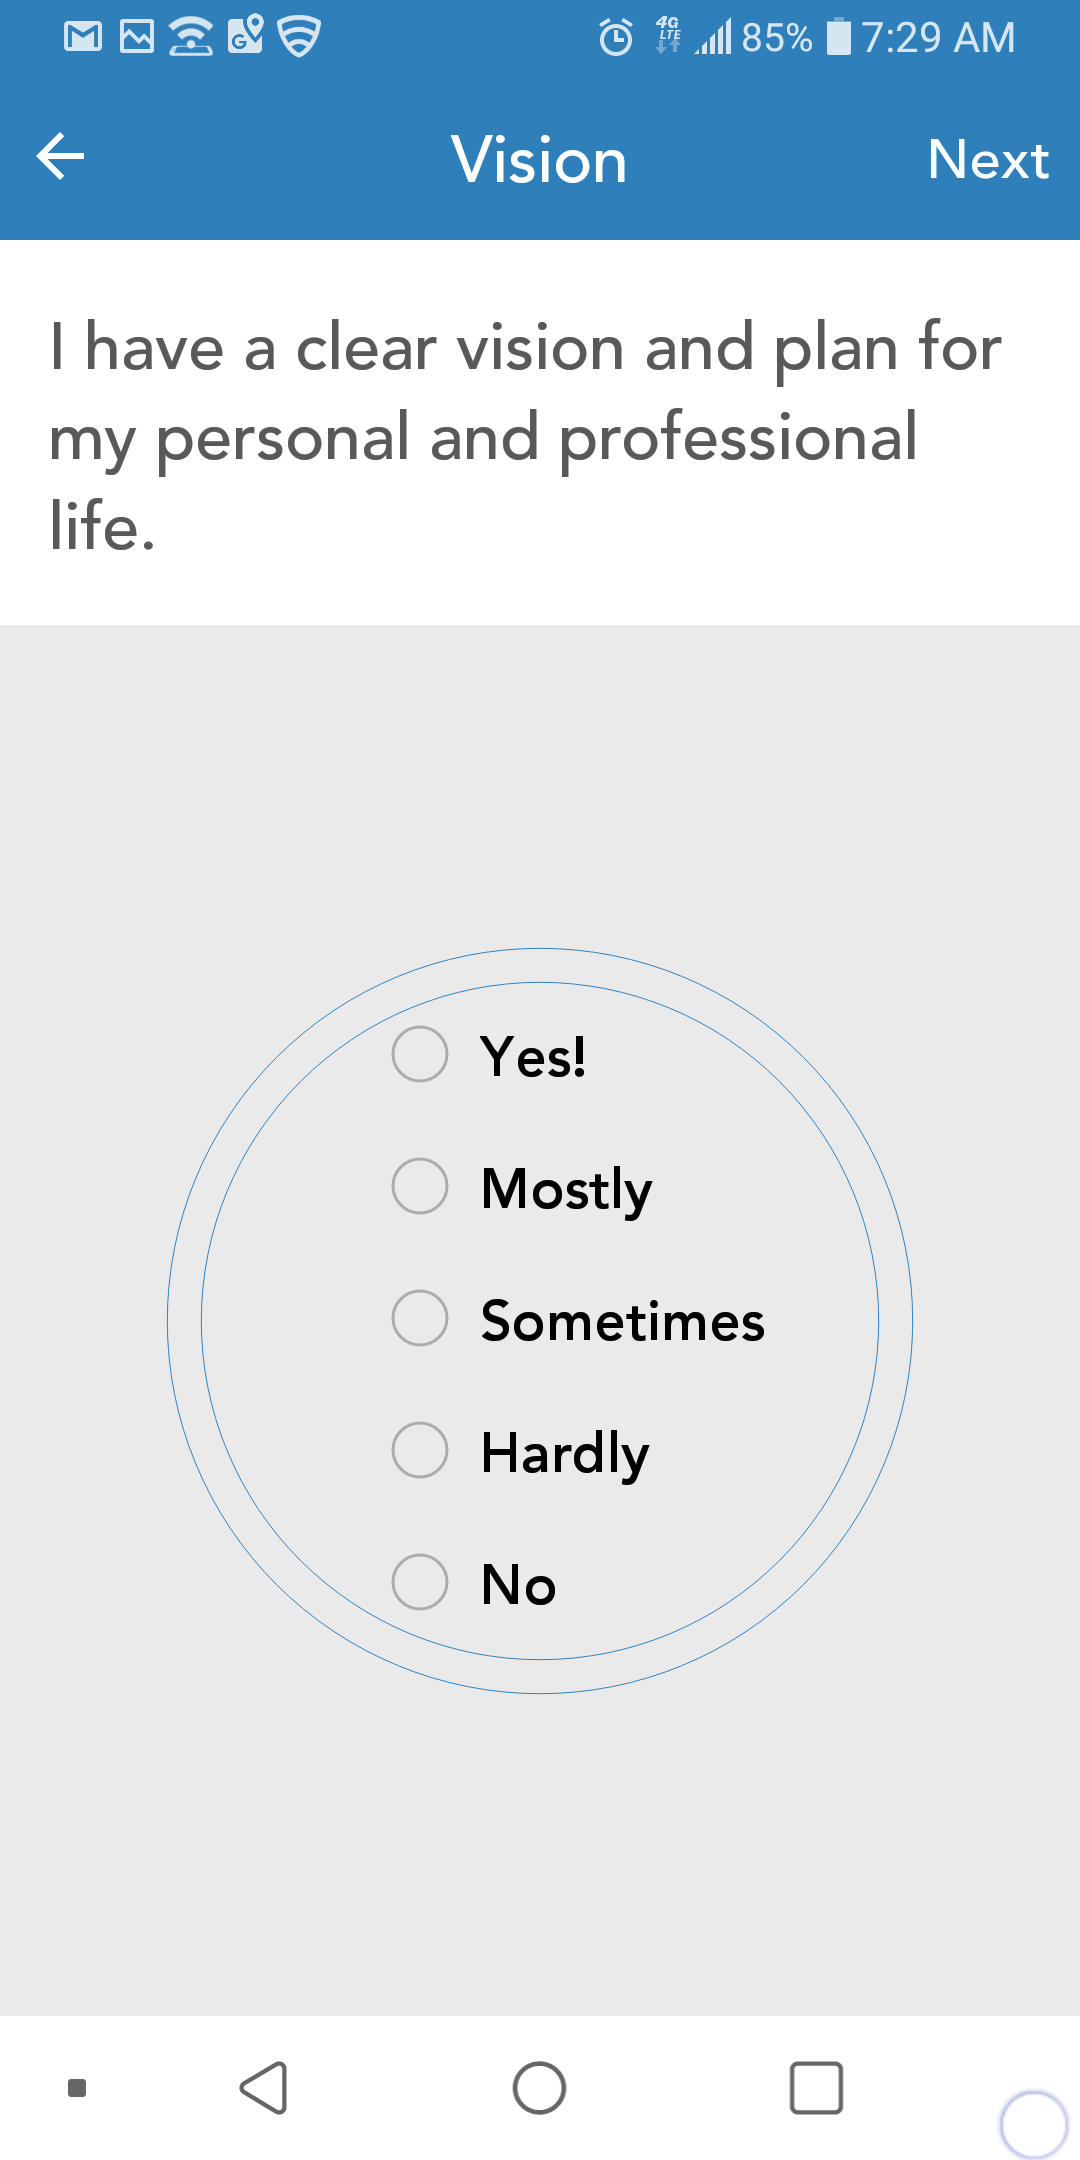 4G LTE 85% 7:29 AM
Vision Next
I have a clear vision and plan for
my personal and professional
life.
Yes!
Mostly
Sometimes
Hardly
No